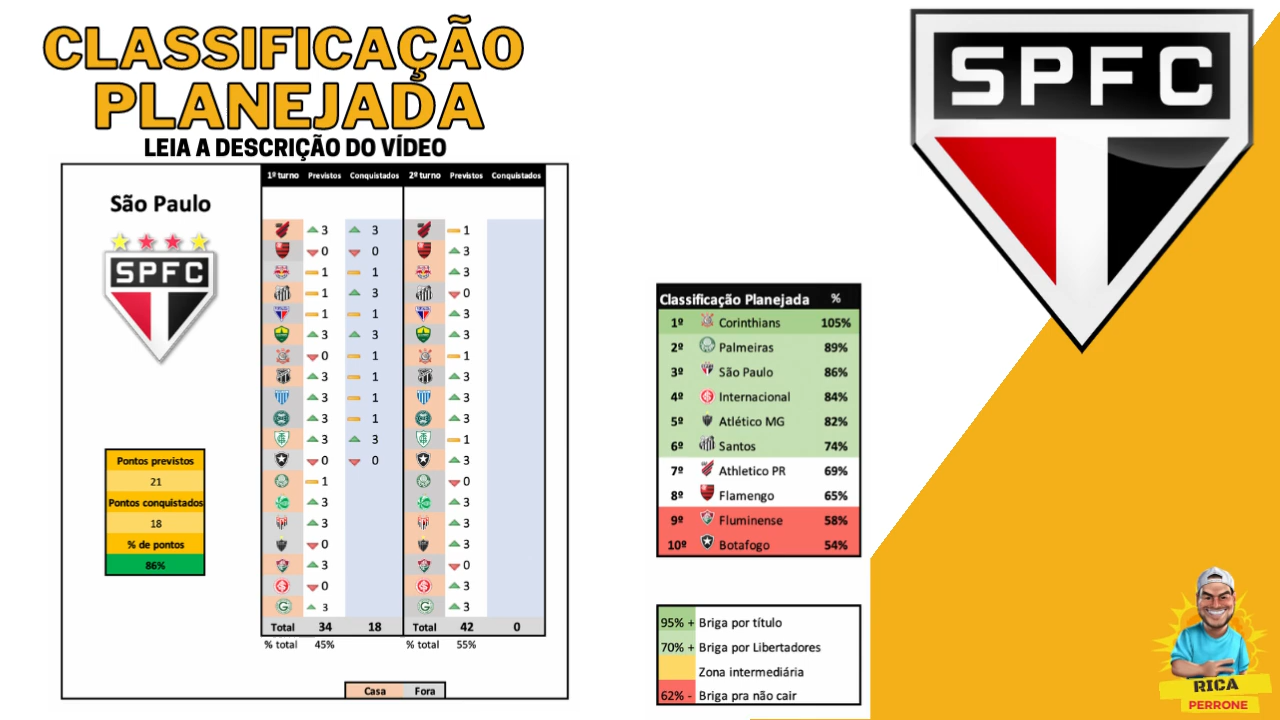 CLASSIFICAÇÃO
PLANEJADA
LEIA A DESCRIÇÃO DO VÍDEO
SPFC
São Paulo
SPFC
Pontos previstos
21
Pontos conquistados
18
% de pontos
86%
1º turno Previstos Conquistados 2º turno Previstos Conquistados
3 3 1
0 0 3
1 1 3
1 3 0
1 1 3
3 3 3
0 1 1
3 1 3
3 1 3
3 1 3
3 3 1
0 0 3
1 0
3 3
3 3
0 3
3 0
0 3
3 3
Total 34 18 Total 42 0
% total 45% % total 55%
Casa Fora
Classificação Planejada %
1º Corinthians 105%
2º Palmeiras 89%
3º São Paulo 86%
4º Internacional 84%
5º Atlético MG 82%
6º Santos 74%
7º Athletico PR 69%
8º Flamengo 65%
9º Fluminense 58%
10º Botafogo 54%
95% + Briga por título
70% + Briga por Libertadores
Zona intermediária
62% - Briga pra não cair
RICA
PERRONE